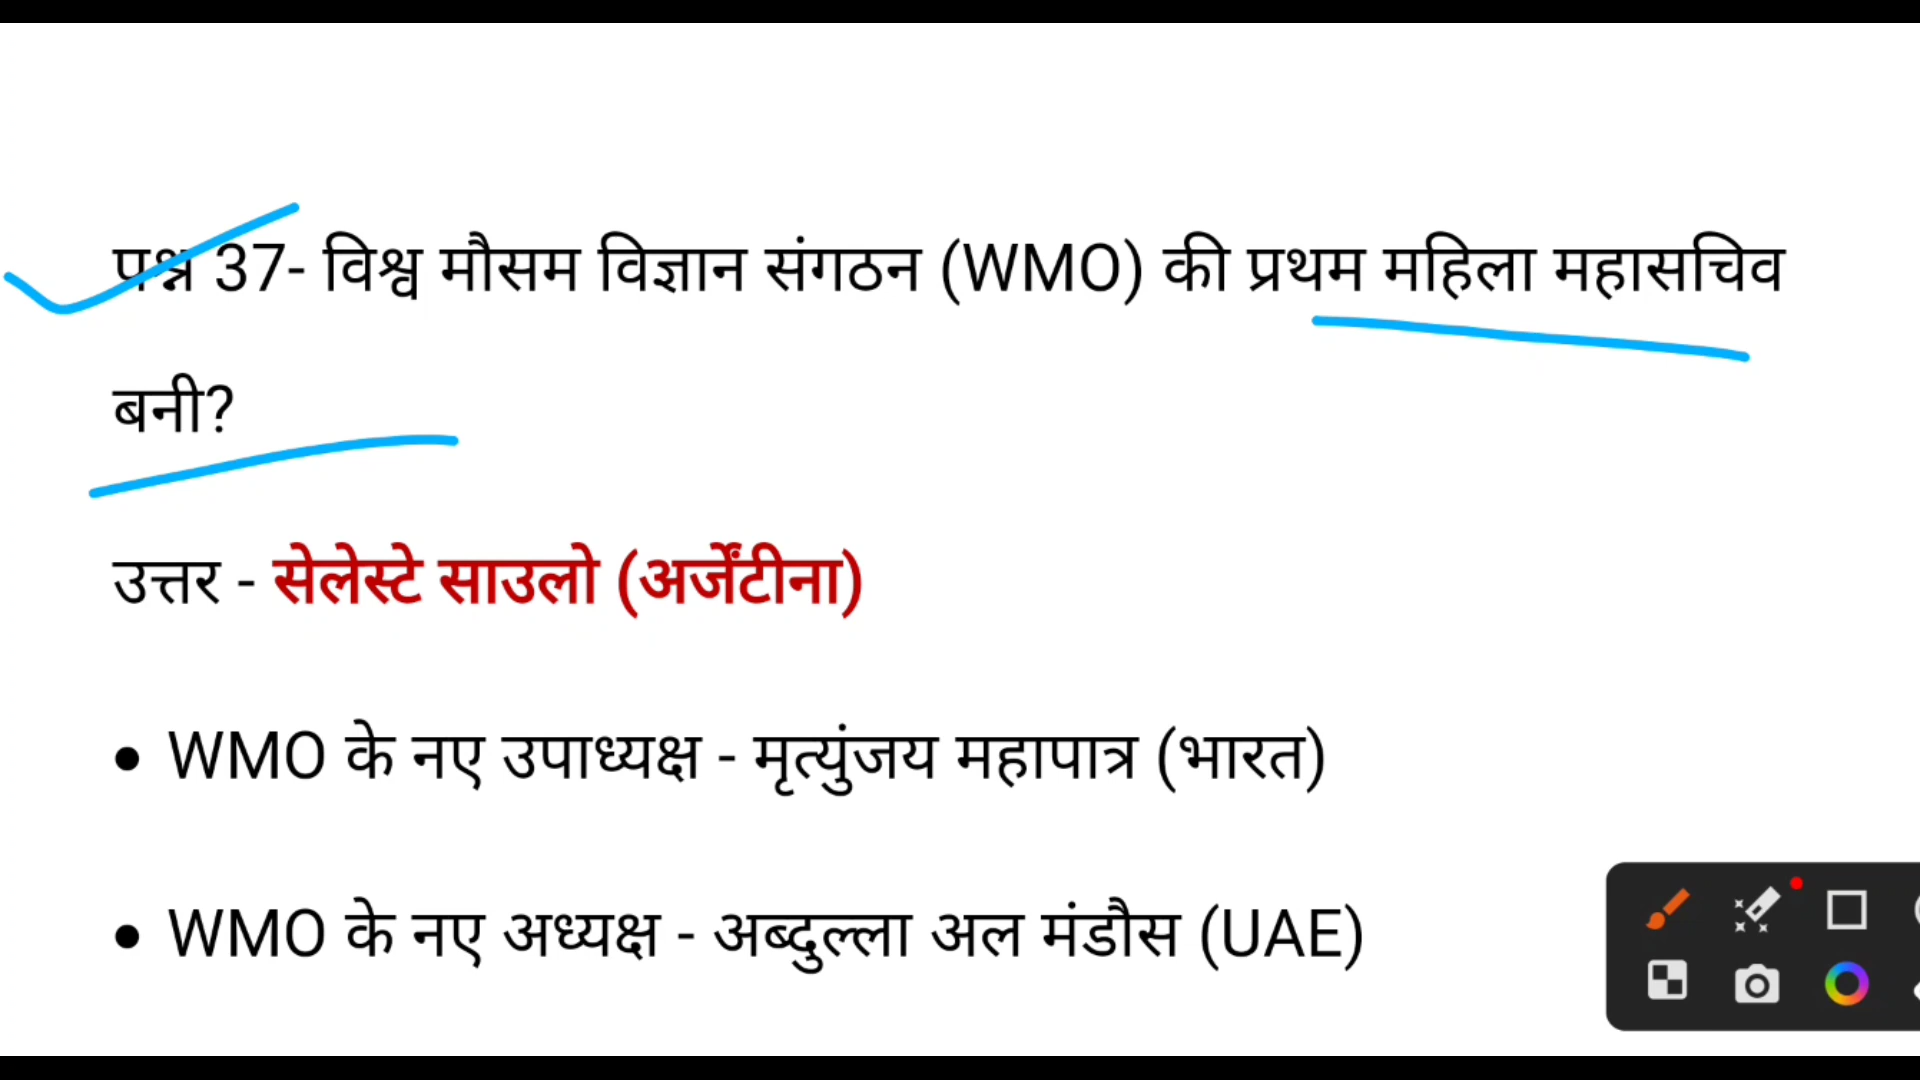 प्रश्न 37- विश्व मौसम विज्ञान संगठन (WMO) की प्रथम महिला महासचिव
बनी?
उत्तर - सेलेस्टे साउलो (अर्जेंटीना)
• WMO के नए उपाध्यक्ष - मृत्युंजय महापात्र (भारत)
• WMO के नए अध्यक्ष - अब्दुल्ला अल मंडौस (UAE)